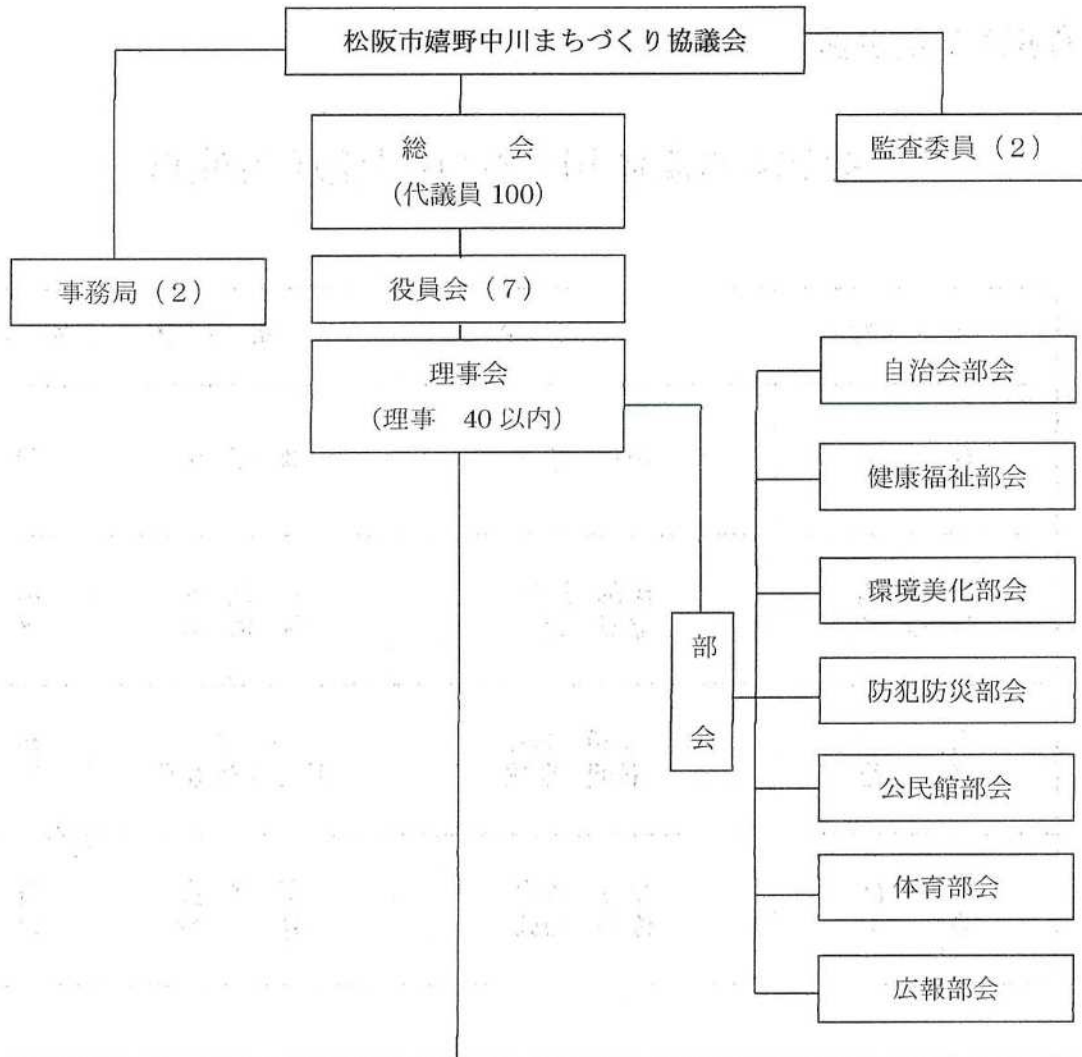 松阪市嬉野中川まちづくり協議会
総　　会
（代議員 100）
監査委員（２）
事務局（２）
役員会（７）
理事会
（理事　40 以内）
部会
自治会部会
健康福祉部会
環境美化部会
防犯防災部会
公民館部会
体育部会
広報部会